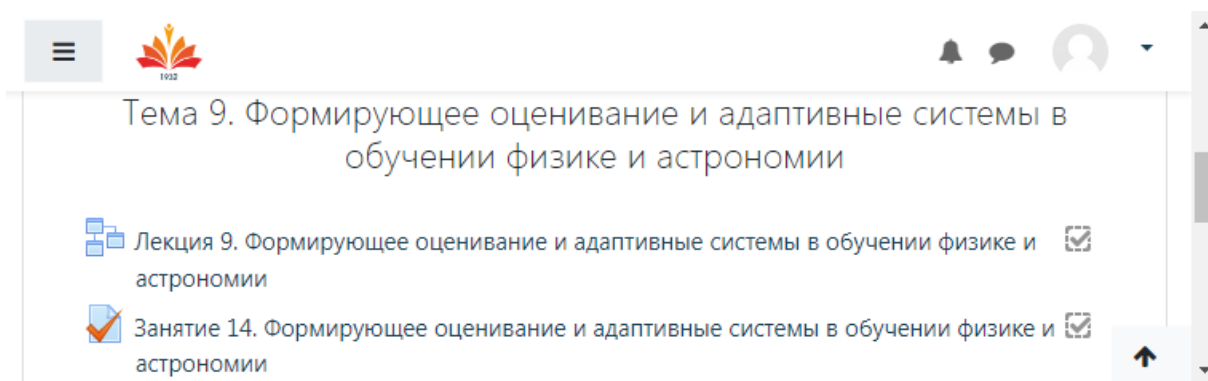 1932
Тема 9. Формирующее оценивание и адаптивные системы в
обучении физике и астрономии
Лекция 9. Формирующее оценивание и адаптивные системы в обучении физике и
астрономии
Занятие 14. Формирующее оценивание и адаптивные системы в обучении физике и
астрономии